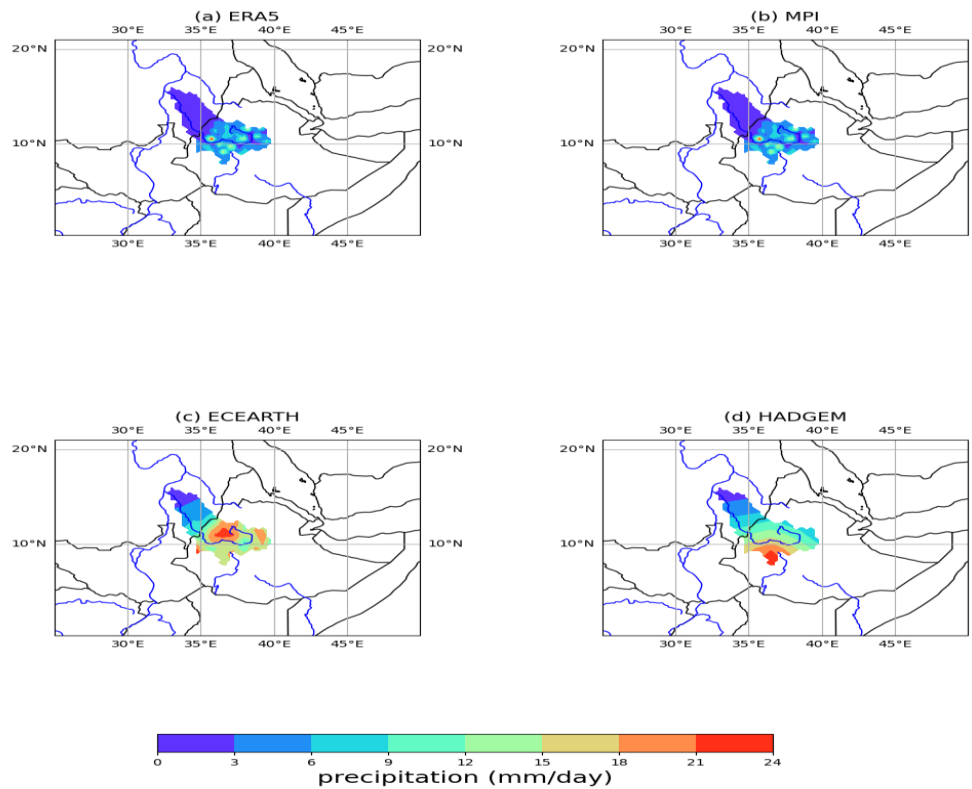 (a) ERA5
(b) MPI
30°E 35°E 40°E 45°E
30°E 35°E 40°E 45°E
20°N 20°N 20°N
10°N 10°N 10°N
30°E 35°E 40°E 45°E
30°E 35°E 40°E 45°E
(c) ECEARTH
(d) HADGEM
30°E 35°E 40°E 45°E
30°E 35°E 40°E 45°E
20°N 20°N 20°N
10°N 10°N 10°N
30°E 35°E 40°E 45°E
30°E 35°E 40°E 45°E
0 3 6 9 12 15 18 21 24
precipitation (mm/day)